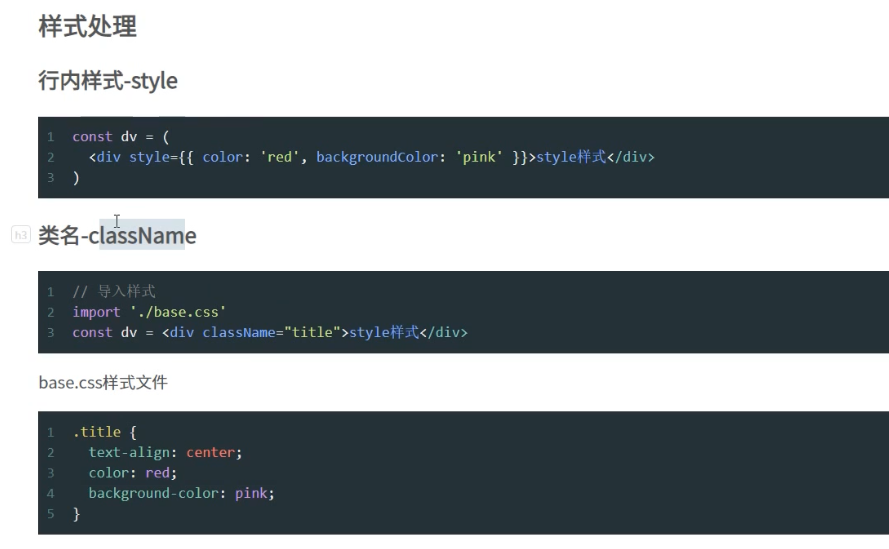 样式处理
行内样式-style
1 const dv = (
2 <div style={{ color: 'red', backgroundColor: 'pink' }}>style样式</div>
3 )
h3 类名-className
1 // 导入样式
2 import './base.css'
3 const dv = <div className="title">style样式</div>
base.css样式文件
1 .title {
2 text-align: center;
3 color: red;
4 background-color: pink;
5 }